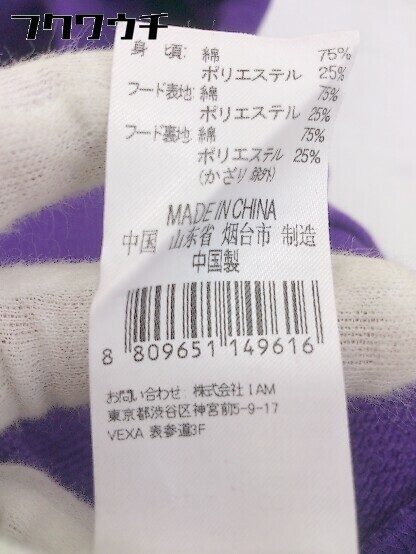 フクウクウチ
身　頃：綿 75%
ポリエステル 25%
フード表地：綿 75%
ポリエステル 25%
フード裏地：綿 75%
ポリエステル 25%
(かざり除外)
MADE IN CHINA
中国 山东省 烟台市 制造
中国製
8 809651 149616
お問い合わせ：株式会社 I AM
東京都渋谷区神宮前5-9-17
VEXA 表参道3F